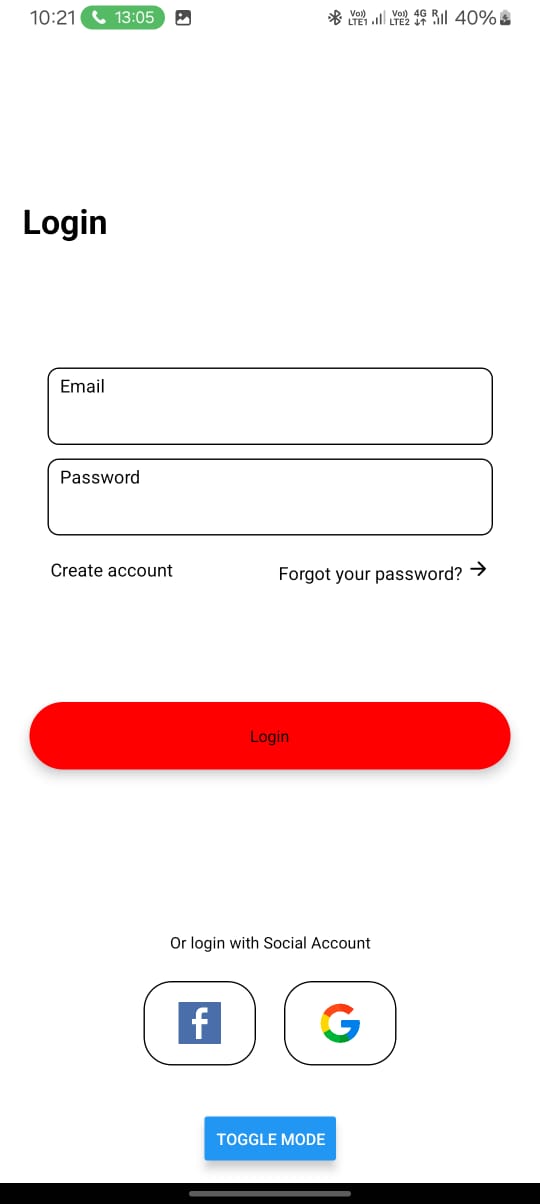 10:21 13:05 Vo) LTE1 Vo) LTE2 4G R 40%
Login
Email
Password
Create account
Forgot your password?
Login
Or login with Social Account
f G
TOGGLE MODE